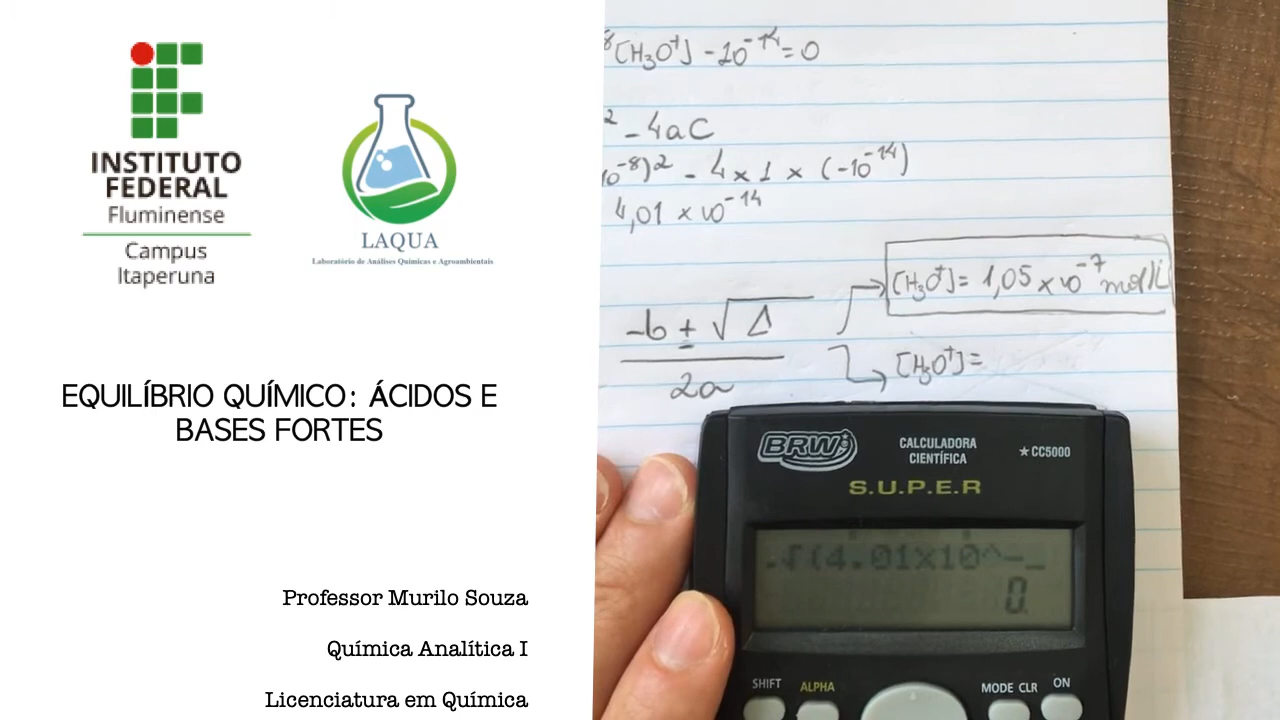 INSTITUTO
FEDERAL
Fluminense
Campus
Itaperuna
LAQUA
Laboratório de Análises Químicas e Agroambientais
EQUILÍBRIO QUÍMICO: ÁCIDOS E
BASES FORTES
Professor Murilo Souza
Química Analítica I
Licenciatura em Química
⁸[H₃O⁺] - 10⁻¹⁴ = 0
² - 4aC
10⁻⁸)² - 4 x 1 x (-10⁻¹⁴)
4,01 x 10⁻¹⁴
-b ± √Δ
2a
[H₃O⁺] = 1,05 x 10⁻⁷ mol/L
[H₃O⁺] =
BRW
CALCULADORA
CIENTÍFICA
★ CC5000
S.U.P.E.R
√(4.01x10^-_
0.
SHIFT
ALPHA
MODE CLR
ON